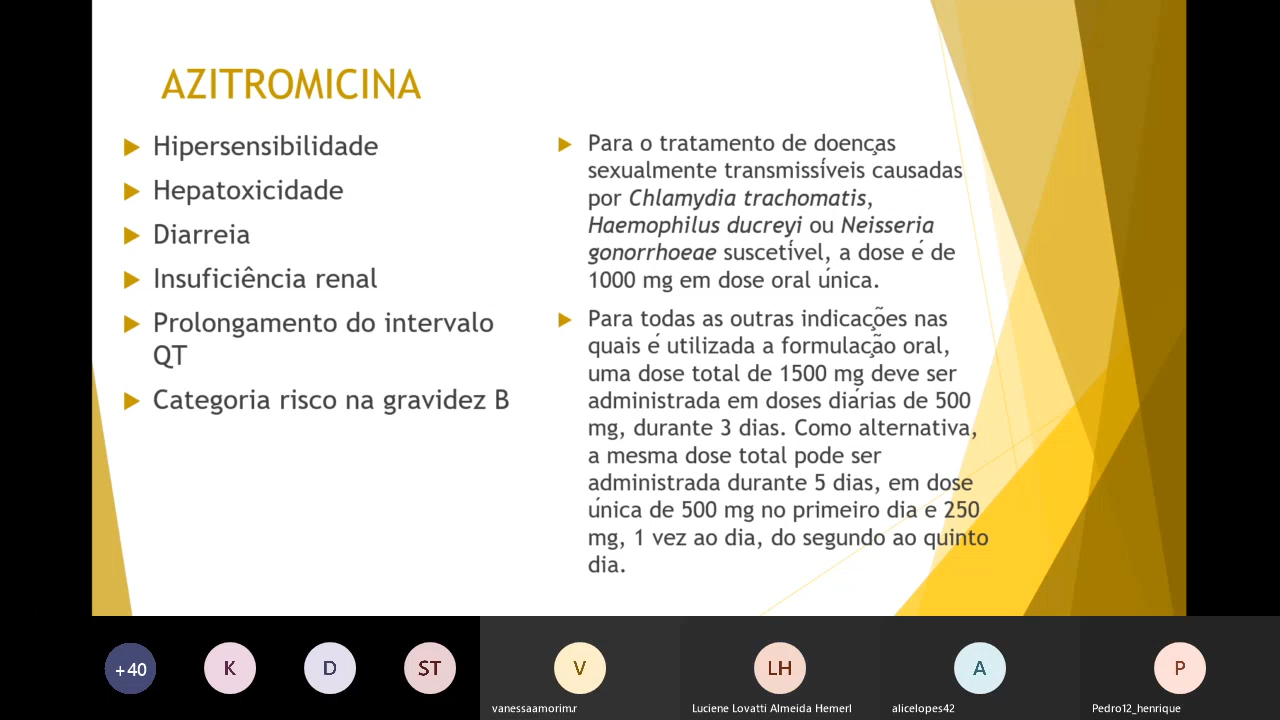 AZITROMICINA
Hipersensibilidade
Hepatoxicidade
Diarreia
Insuficiência renal
Prolongamento do intervalo
QT
Categoria risco na gravidez B
Para o tratamento de doenças
sexualmente transmissíveis causadas
por Chlamydia trachomatis,
Haemophilus ducreyi ou Neisseria
gonorrhoeae suscetível, a dose é de
1000 mg em dose oral única.
Para todas as outras indicações nas
quais é utilizada a formulação oral,
uma dose total de 1500 mg deve ser
administrada em doses diárias de 500
mg, durante 3 dias. Como alternativa,
a mesma dose total pode ser
administrada durante 5 dias, em dose
única de 500 mg no primeiro dia e 250
mg, 1 vez ao dia, do segundo ao quinto
dia.
+40
K
D
ST
V
LH
A
P
vanessaamorim.r
Luciene Lovatti Almeida Hemerl
alicelopes42
Pedro12_henrique